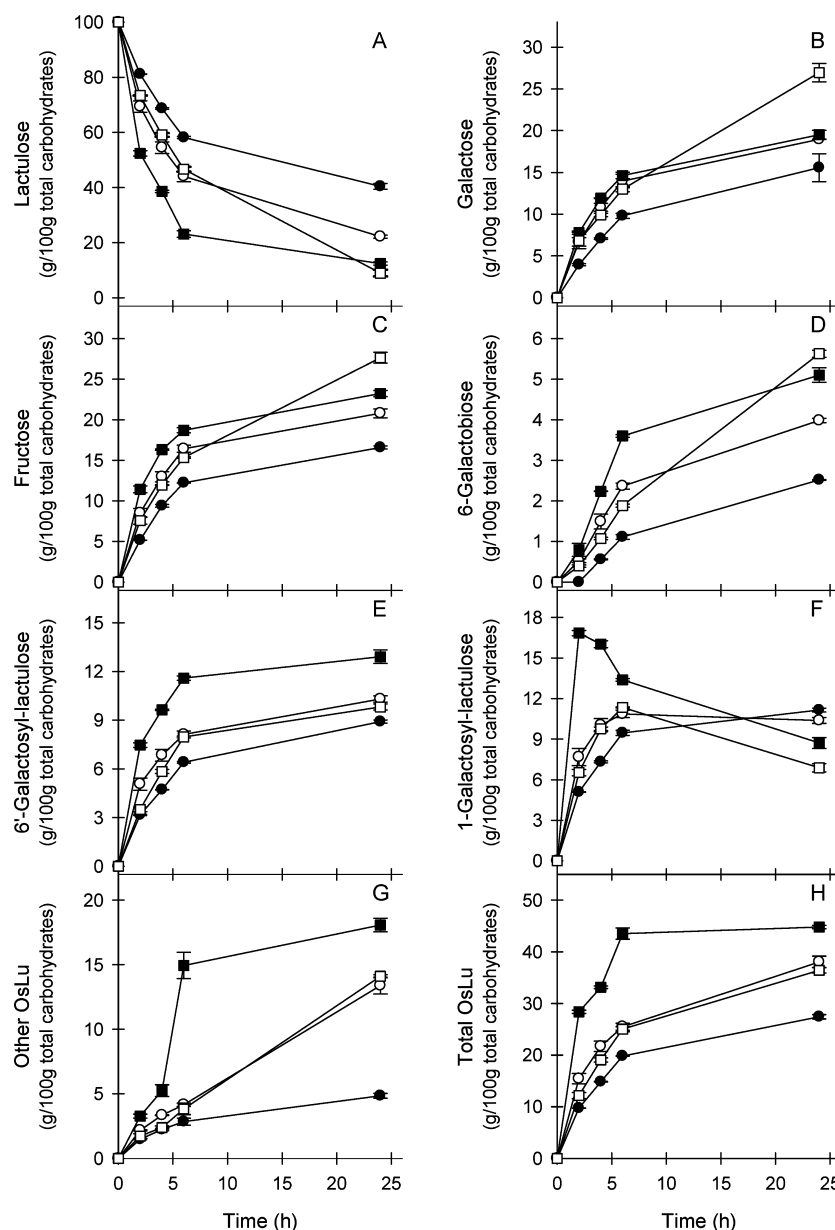 A
Lactulose
(g/100g total carbohydrates)
100
80
60
40
20
0
B
Galactose
(g/100g total carbohydrates)
30
25
20
15
10
5
0
C
Fructose
(g/100g total carbohydrates)
30
25
20
15
10
5
0
D
6-Galactobiose
(g/100g total carbohydrates)
6
5
4
3
2
1
0
E
6'-Galactosyl-lactulose
(g/100g total carbohydrates)
15
12
9
6
3
0
F
1-Galactosyl-lactulose
(g/100g total carbohydrates)
18
15
12
9
6
3
0
G
Other OsLu
(g/100g total carbohydrates)
20
15
10
5
0
0 5 10 15 20 25
Time (h)
H
Total OsLu
(g/100g total carbohydrates)
50
40
30
20
10
0
0 5 10 15 20 25
Time (h)